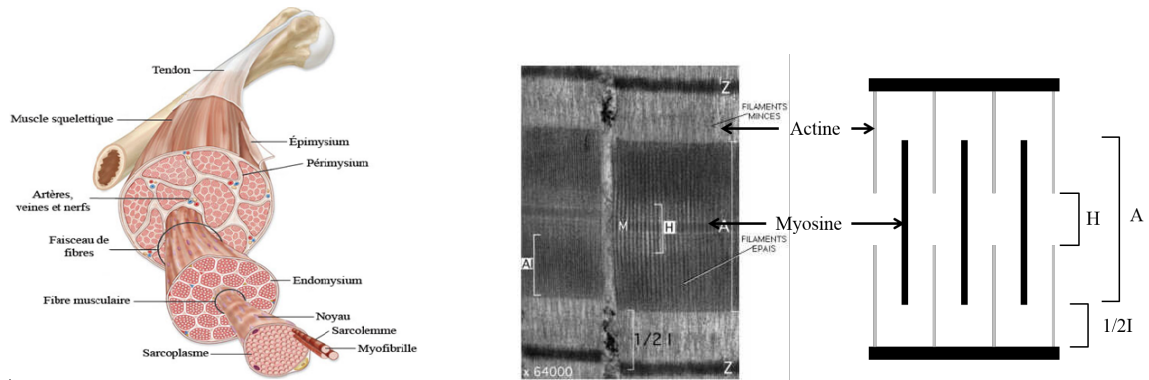 Tendon
Muscle squelettique
Épimysium
Périmysium
Artères,
veines et nerfs
Faisceau de
fibres
Endomysium
Fibre musculaire
Noyau
Sarcolemme
Myofibrille
Sarcoplasme
Z
FILAMENTS
MINCES
M
H
A
FILAMENTS
EPAIS
AI
1/2 I
Z
x 64000
Actine
Myosine
H
A
1/2I